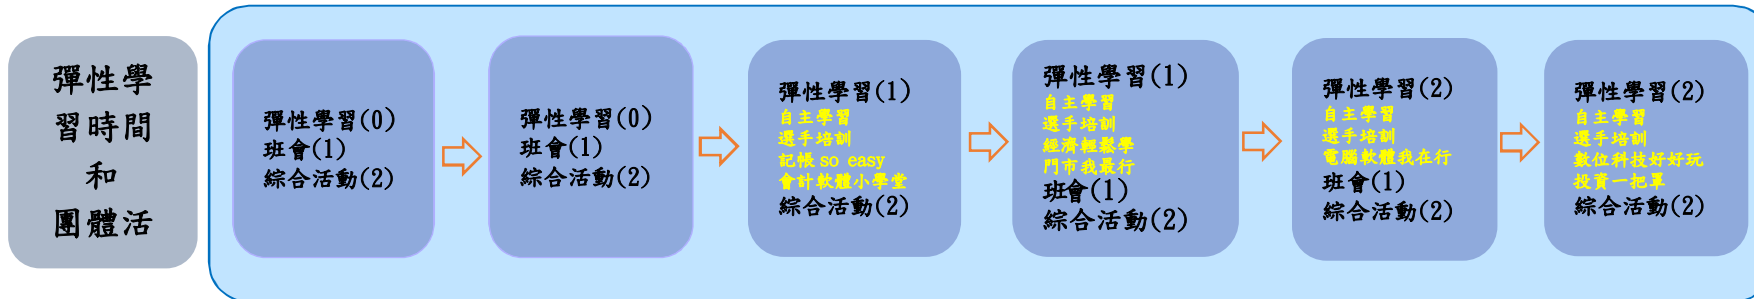 彈性學
習時間
和
團體活
彈性學習(0)
班會(1)
綜合活動(2)
彈性學習(0)
班會(1)
綜合活動(2)
彈性學習(1)
自主學習
選手培訓
記帳 so easy
會計軟體小學堂
綜合活動(2)
彈性學習(1)
自主學習
選手培訓
經濟輕鬆學
門市我最行
班會(1)
綜合活動(2)
彈性學習(2)
自主學習
選手培訓
電腦軟體我在行
班會(1)
綜合活動(2)
彈性學習(2)
自主學習
選手培訓
數位科技好好玩
投資一把罩
綜合活動(2)